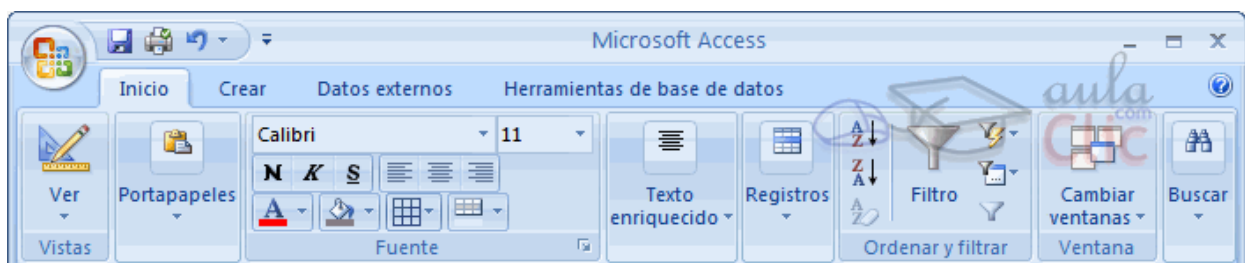 Microsoft Access
Inicio Crear Datos externos Herramientas de base de datos
aula
.com
ClIC
Calibri 11
N K S
A
Ver
Portapapeles
Texto
enriquecido
Registros
A
Z
Z
A
A
Z
Filtro
Cambiar
ventanas
Buscar
Vistas Fuente Ordenar y filtrar Ventana